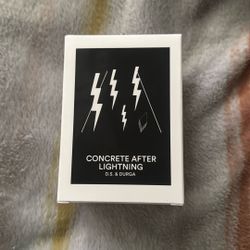 CONCRETE AFTER
LIGHTNING
D.S. & DURGA